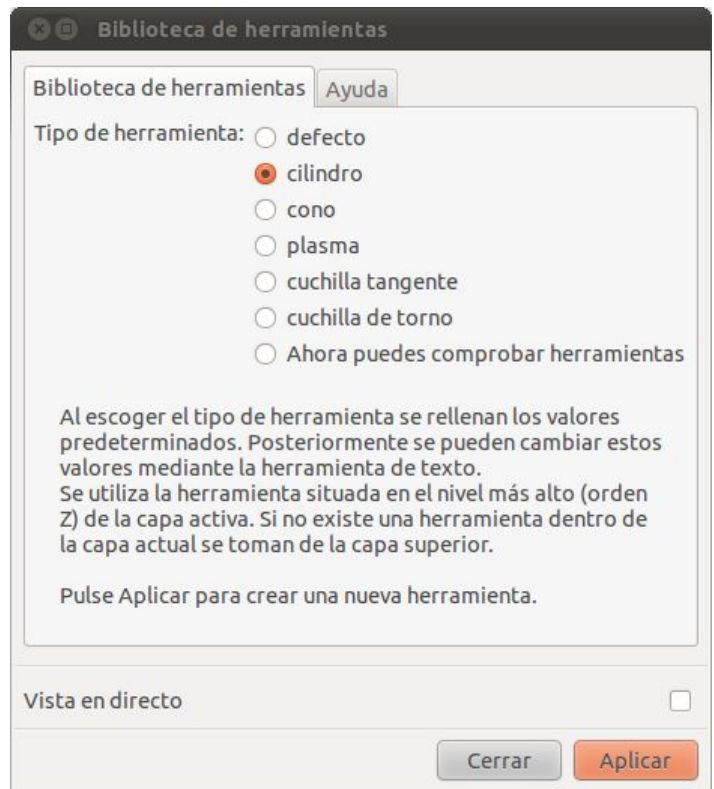 Biblioteca de herramientas
Biblioteca de herramientas Ayuda
Tipo de herramienta: defecto
cilindro
cono
plasma
cuchilla tangente
cuchilla de torno
Ahora puedes comprobar herramientas
Al escoger el tipo de herramienta se rellenan los valores
predeterminados. Posteriormente se pueden cambiar estos
valores mediante la herramienta de texto.
Se utiliza la herramienta situada en el nivel más alto (orden
Z) de la capa activa. Si no existe una herramienta dentro de
la capa actual se toman de la capa superior.
Pulse Aplicar para crear una nueva herramienta.
Vista en directo
Cerrar Aplicar